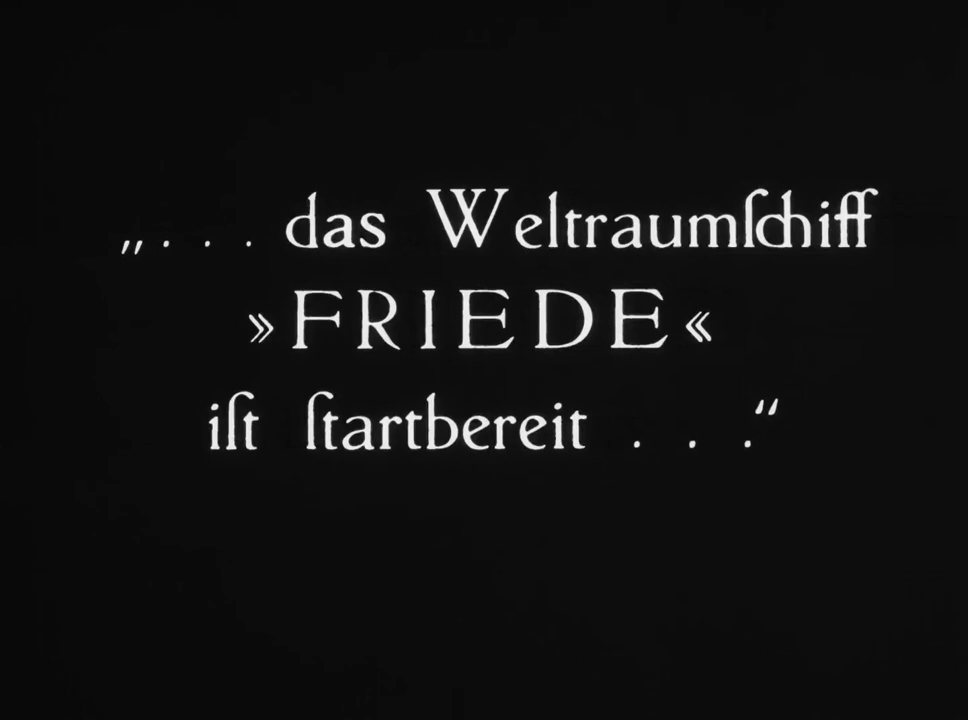 „. . . das Weltraumſchiff
»FRIEDE«
iſt ſtartbereit . . .“